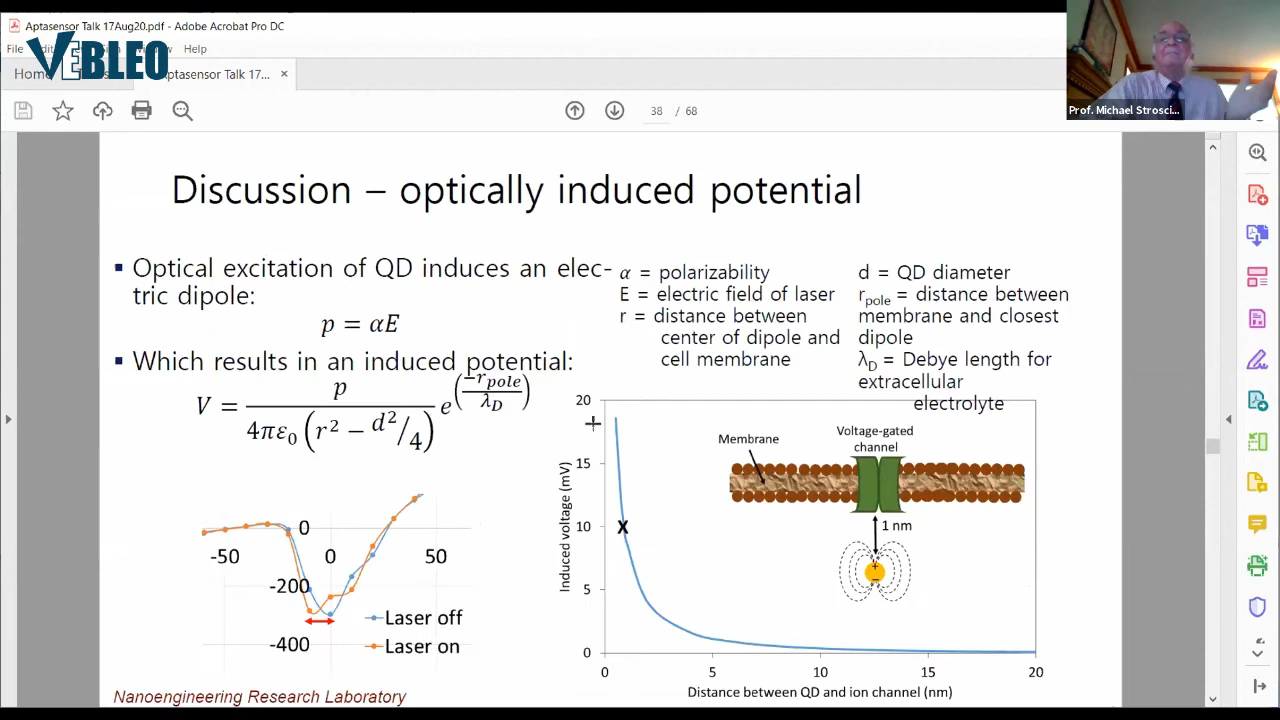 Aptasensor Talk 17Aug20.pdf - Adobe Acrobat Pro DC
File Help
VEBLEO
Home
Aptasensor Talk 17... ×
38 / 68
Prof. Michael Strosci...
Discussion – optically induced potential
▪ Optical excitation of QD induces an elec-
tric dipole:
p = αE
▪ Which results in an induced potential:
V = p / 4πε₀ (r² − d²/4) e^(−r_pole/λ_D)
α = polarizability
E = electric field of laser
r = distance between
center of dipole and
cell membrane
d = QD diameter
r_pole = distance between
membrane and closest
dipole
λ_D = Debye length for
extracellular
electrolyte
-50 0 50
0
-200
-400
Laser off
Laser on
20
15
10
5
0
Induced voltage (mV)
X
Membrane
Voltage-gated
channel
1 nm
+
−
0 5 10 15 20
Distance between QD and ion channel (nm)
Nanoengineering Research Laboratory